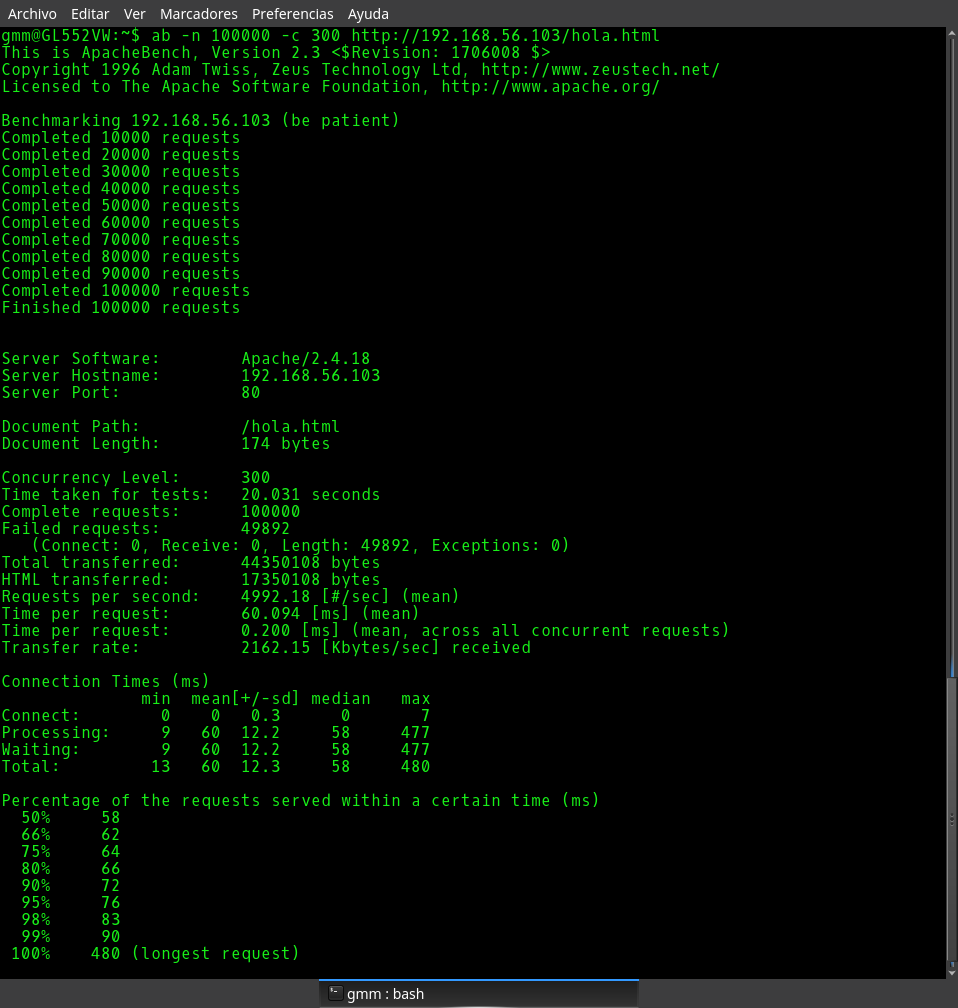 Archivo Editar Ver Marcadores Preferencias Ayuda
gmm@GL552VW:~$ ab -n 100000 -c 300 http://192.168.56.103/hola.html
This is ApacheBench, Version 2.3 <$Revision: 1706008 $>
Copyright 1996 Adam Twiss, Zeus Technology Ltd, http://www.zeustech.net/
Licensed to The Apache Software Foundation, http://www.apache.org/

Benchmarking 192.168.56.103 (be patient)
Completed 10000 requests
Completed 20000 requests
Completed 30000 requests
Completed 40000 requests
Completed 50000 requests
Completed 60000 requests
Completed 70000 requests
Completed 80000 requests
Completed 90000 requests
Completed 100000 requests
Finished 100000 requests


Server Software:        Apache/2.4.18
Server Hostname:        192.168.56.103
Server Port:            80

Document Path:          /hola.html
Document Length:        174 bytes

Concurrency Level:      300
Time taken for tests:   20.031 seconds
Complete requests:      100000
Failed requests:        49892
   (Connect: 0, Receive: 0, Length: 49892, Exceptions: 0)
Total transferred:      44350108 bytes
HTML transferred:       17350108 bytes
Requests per second:    4992.18 [#/sec] (mean)
Time per request:       60.094 [ms] (mean)
Time per request:       0.200 [ms] (mean, across all concurrent requests)
Transfer rate:          2162.15 [Kbytes/sec] received

Connection Times (ms)
              min  mean[+/-sd] median   max
Connect:        0    0   0.3      0       7
Processing:     9   60  12.2     58     477
Waiting:        9   60  12.2     58     477
Total:         13   60  12.3     58     480

Percentage of the requests served within a certain time (ms)
  50%     58
  66%     62
  75%     64
  80%     66
  90%     72
  95%     76
  98%     83
  99%     90
 100%    480 (longest request)
gmm : bash